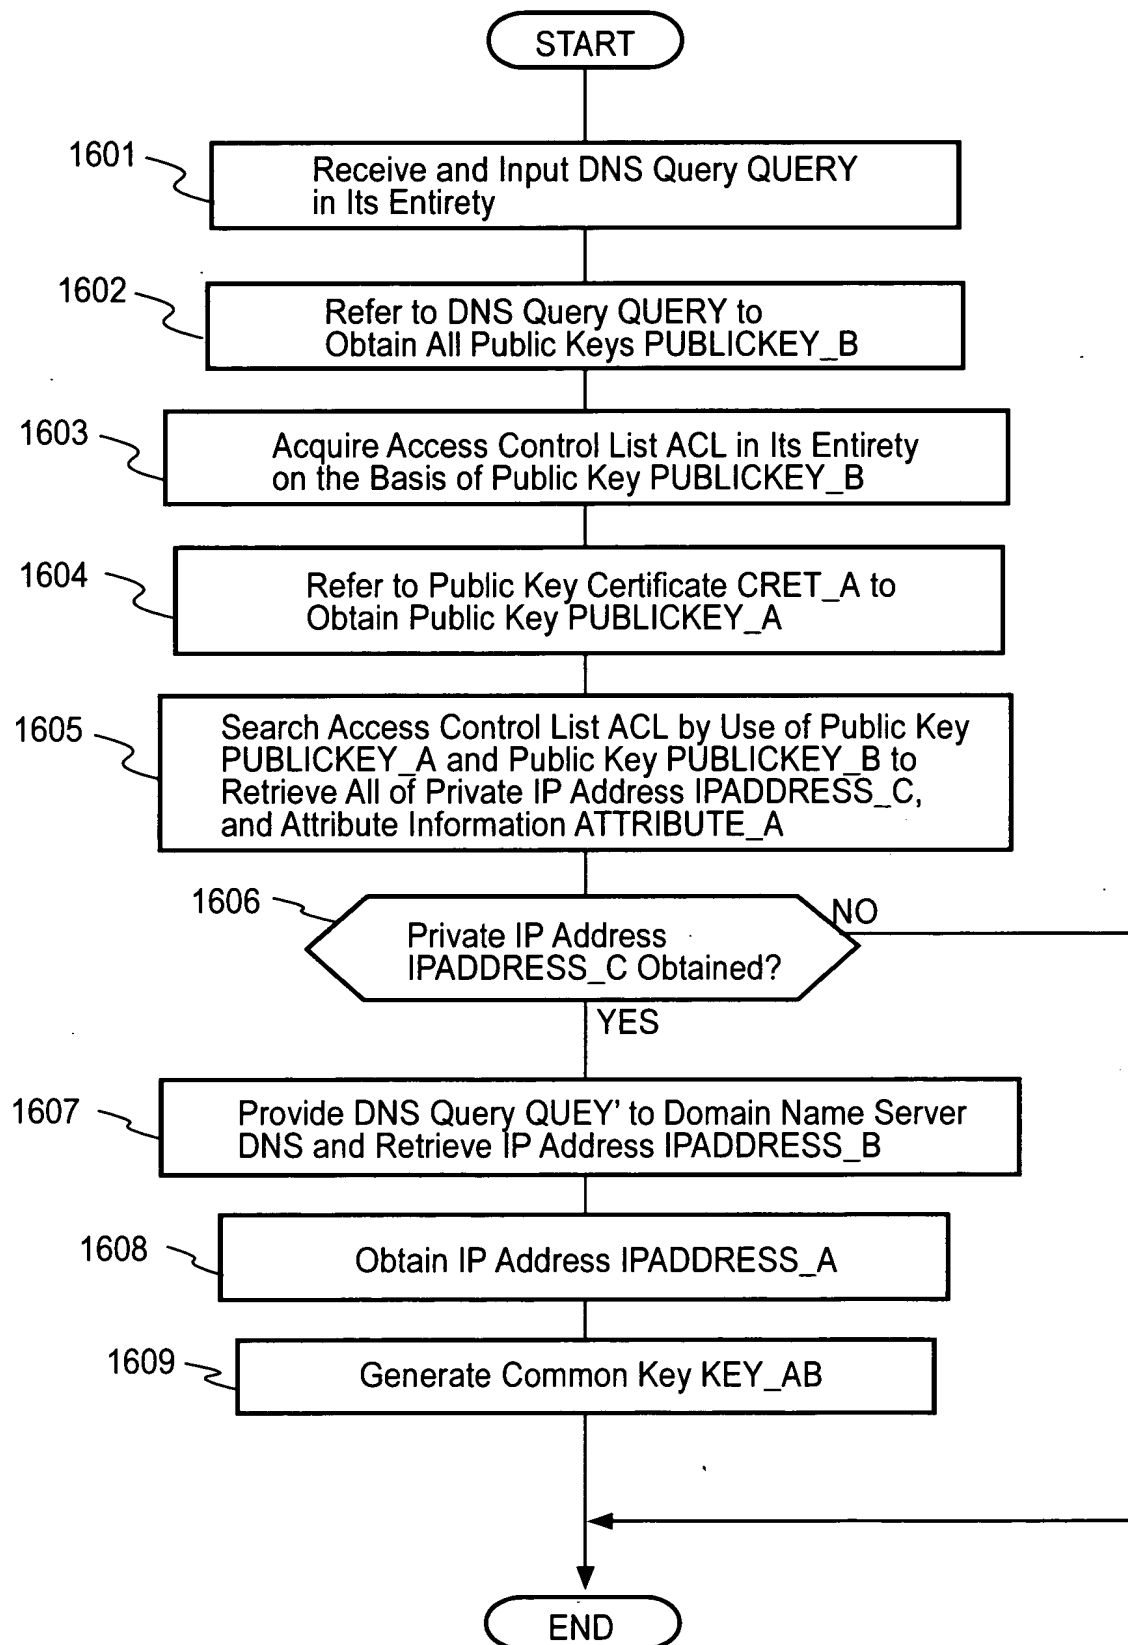 START
1601
Receive and Input DNS Query QUERY
in Its Entirety
1602
Refer to DNS Query QUERY to
Obtain All Public Keys PUBLICKEY_B
1603
Acquire Access Control List ACL in Its Entirety
on the Basis of Public Key PUBLICKEY_B
1604
Refer to Public Key Certificate CRET_A to
Obtain Public Key PUBLICKEY_A
1605
Search Access Control List ACL by Use of Public Key
PUBLICKEY_A and Public Key PUBLICKEY_B to
Retrieve All of Private IP Address IPADDRESS_C,
and Attribute Information ATTRIBUTE_A
1606
NO
Private IP Address
IPADDRESS_C Obtained?
YES
1607
Provide DNS Query QUEY' to Domain Name Server
DNS and Retrieve IP Address IPADDRESS_B
1608
Obtain IP Address IPADDRESS_A
1609
Generate Common Key KEY_AB
END